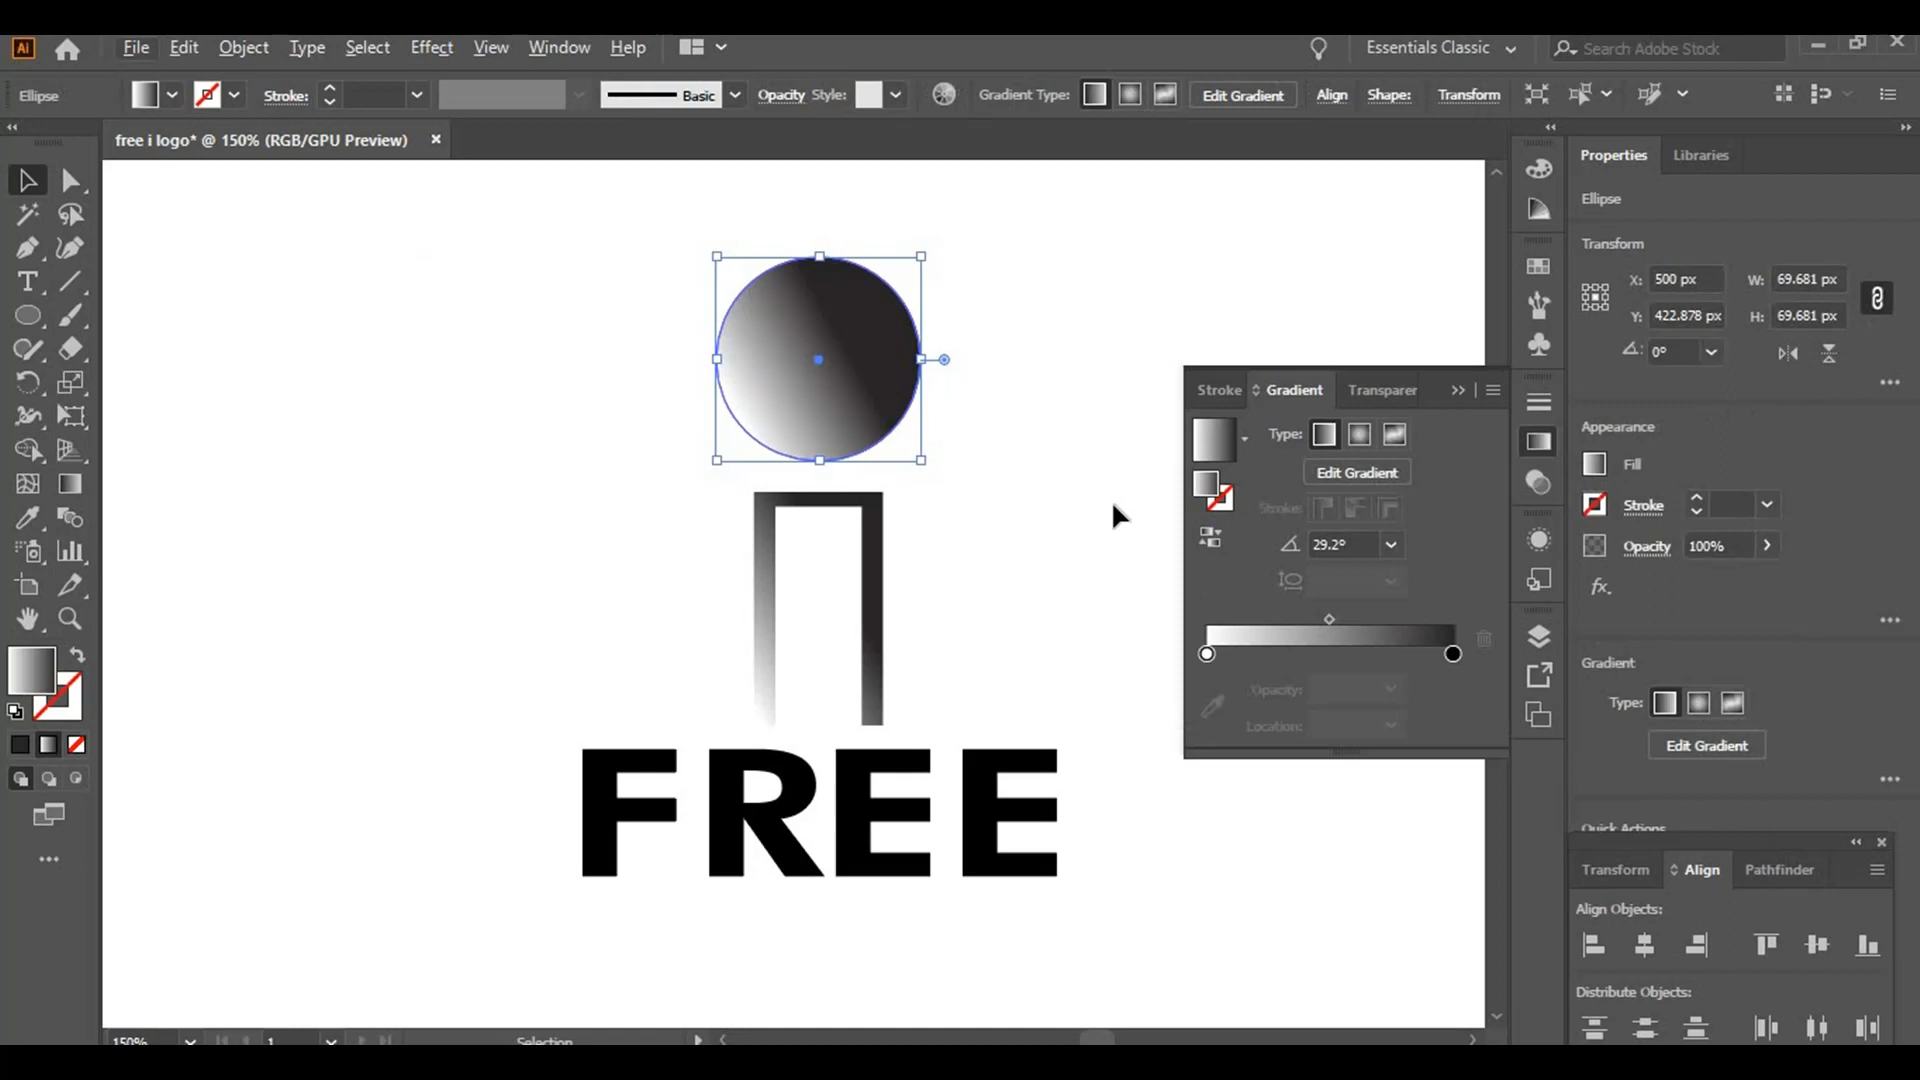 Ai File Edit Object Type Select Effect View Window Help Essentials Classic Search Adobe Stock
Ellipse Stroke: Basic Opacity Style: Gradient Type: Edit Gradient Align Shape: Transform
free i logo* @ 150% (RGB/GPU Preview)
Properties Libraries
Ellipse
Transform
X: 500 px W: 69.681 px
Y: 422.878 px H: 69.681 px
0°
Stroke Gradient Transparer
Type:
Edit Gradient
Stroke:
29.2°
Opacity:
Location:
Appearance
Fill
Stroke
Opacity 100%
fx.
Gradient
Type:
Edit Gradient
Quick Actions
FREE
Transform Align Pathfinder
Align Objects:
Distribute Objects:
150% 1 Selection